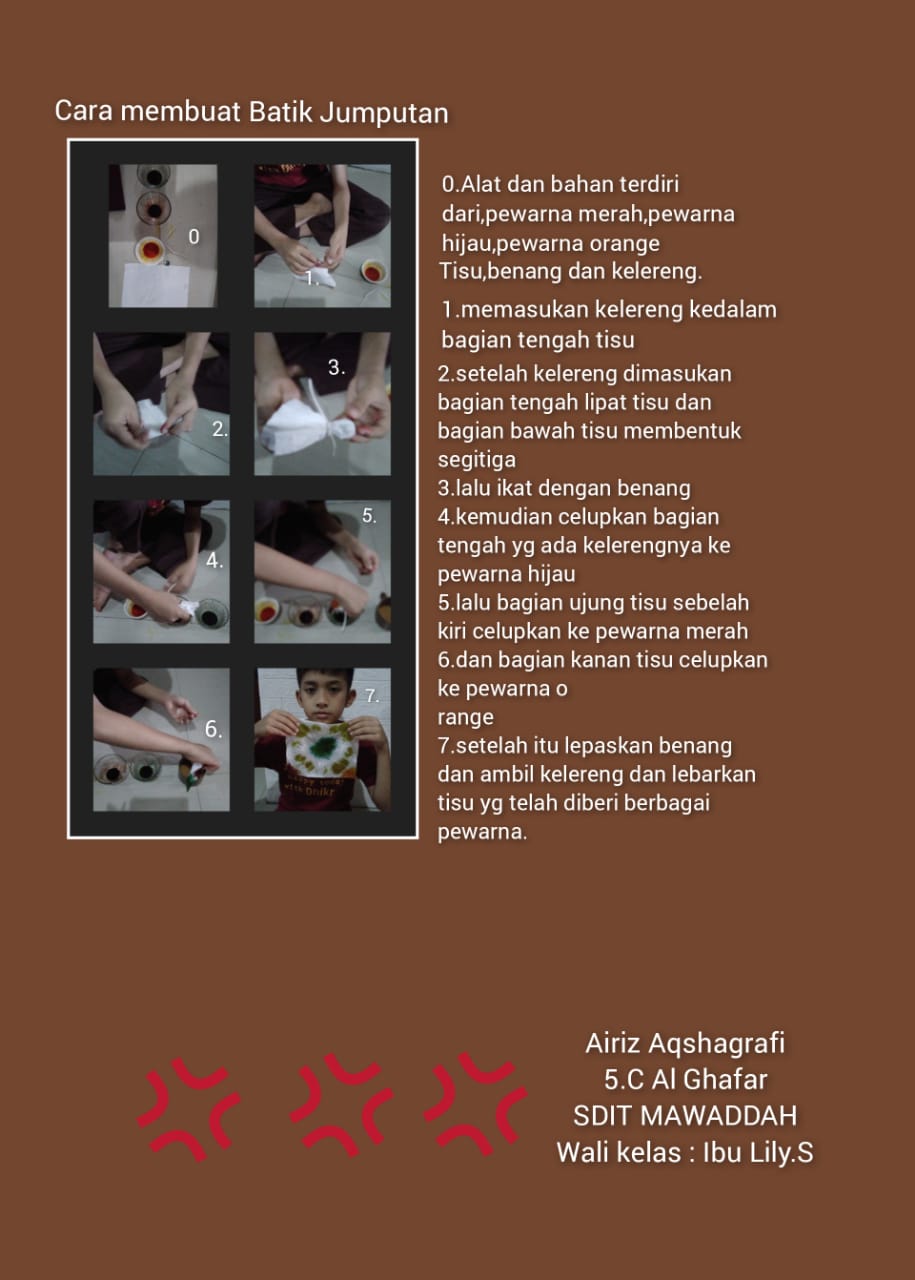 Cara membuat Batik Jumputan
0
1.
2.
3.
4.
5.
6.
7.
0.Alat dan bahan terdiri
dari,pewarna merah,pewarna
hijau,pewarna orange
Tisu,benang dan kelereng.
1.memasukan kelereng kedalam
bagian tengah tisu
2.setelah kelereng dimasukan
bagian tengah lipat tisu dan
bagian bawah tisu membentuk
segitiga
3.lalu ikat dengan benang
4.kemudian celupkan bagian
tengah yg ada kelerengnya ke
pewarna hijau
5.lalu bagian ujung tisu sebelah
kiri celupkan ke pewarna merah
6.dan bagian kanan tisu celupkan
ke pewarna o
range
7.setelah itu lepaskan benang
dan ambil kelereng dan lebarkan
tisu yg telah diberi berbagai
pewarna.
Airiz Aqshagrafi
5.C Al Ghafar
SDIT MAWADDAH
Wali kelas : Ibu Lily.S